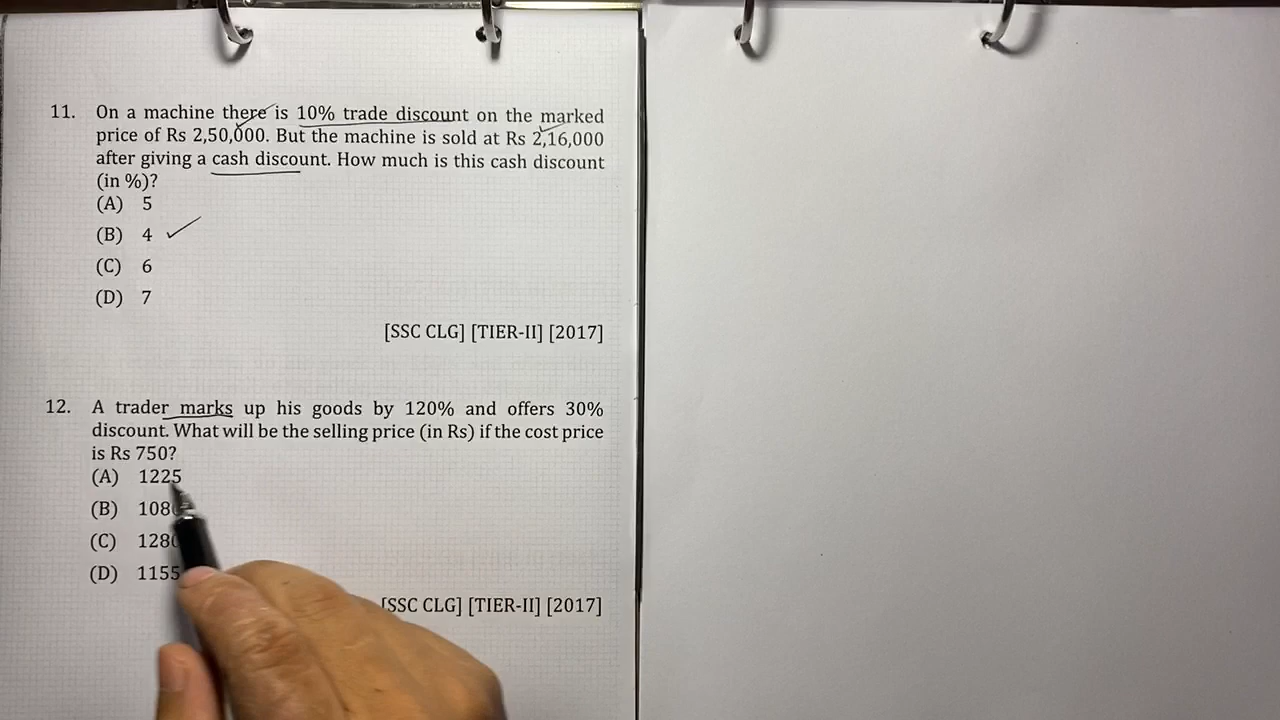 11. On a machine there is 10% trade discount on the marked
price of Rs 2,50,000. But the machine is sold at Rs 2,16,000
after giving a cash discount. How much is this cash discount
(in %)?
(A) 5
(B) 4
(C) 6
(D) 7
[SSC CLG] [TIER-II] [2017]
12. A trader marks up his goods by 120% and offers 30%
discount. What will be the selling price (in Rs) if the cost price
is Rs 750?
(A) 1225
(B)
(C)
(D) 1155
[SSC CLG] [TIER-II] [2017]